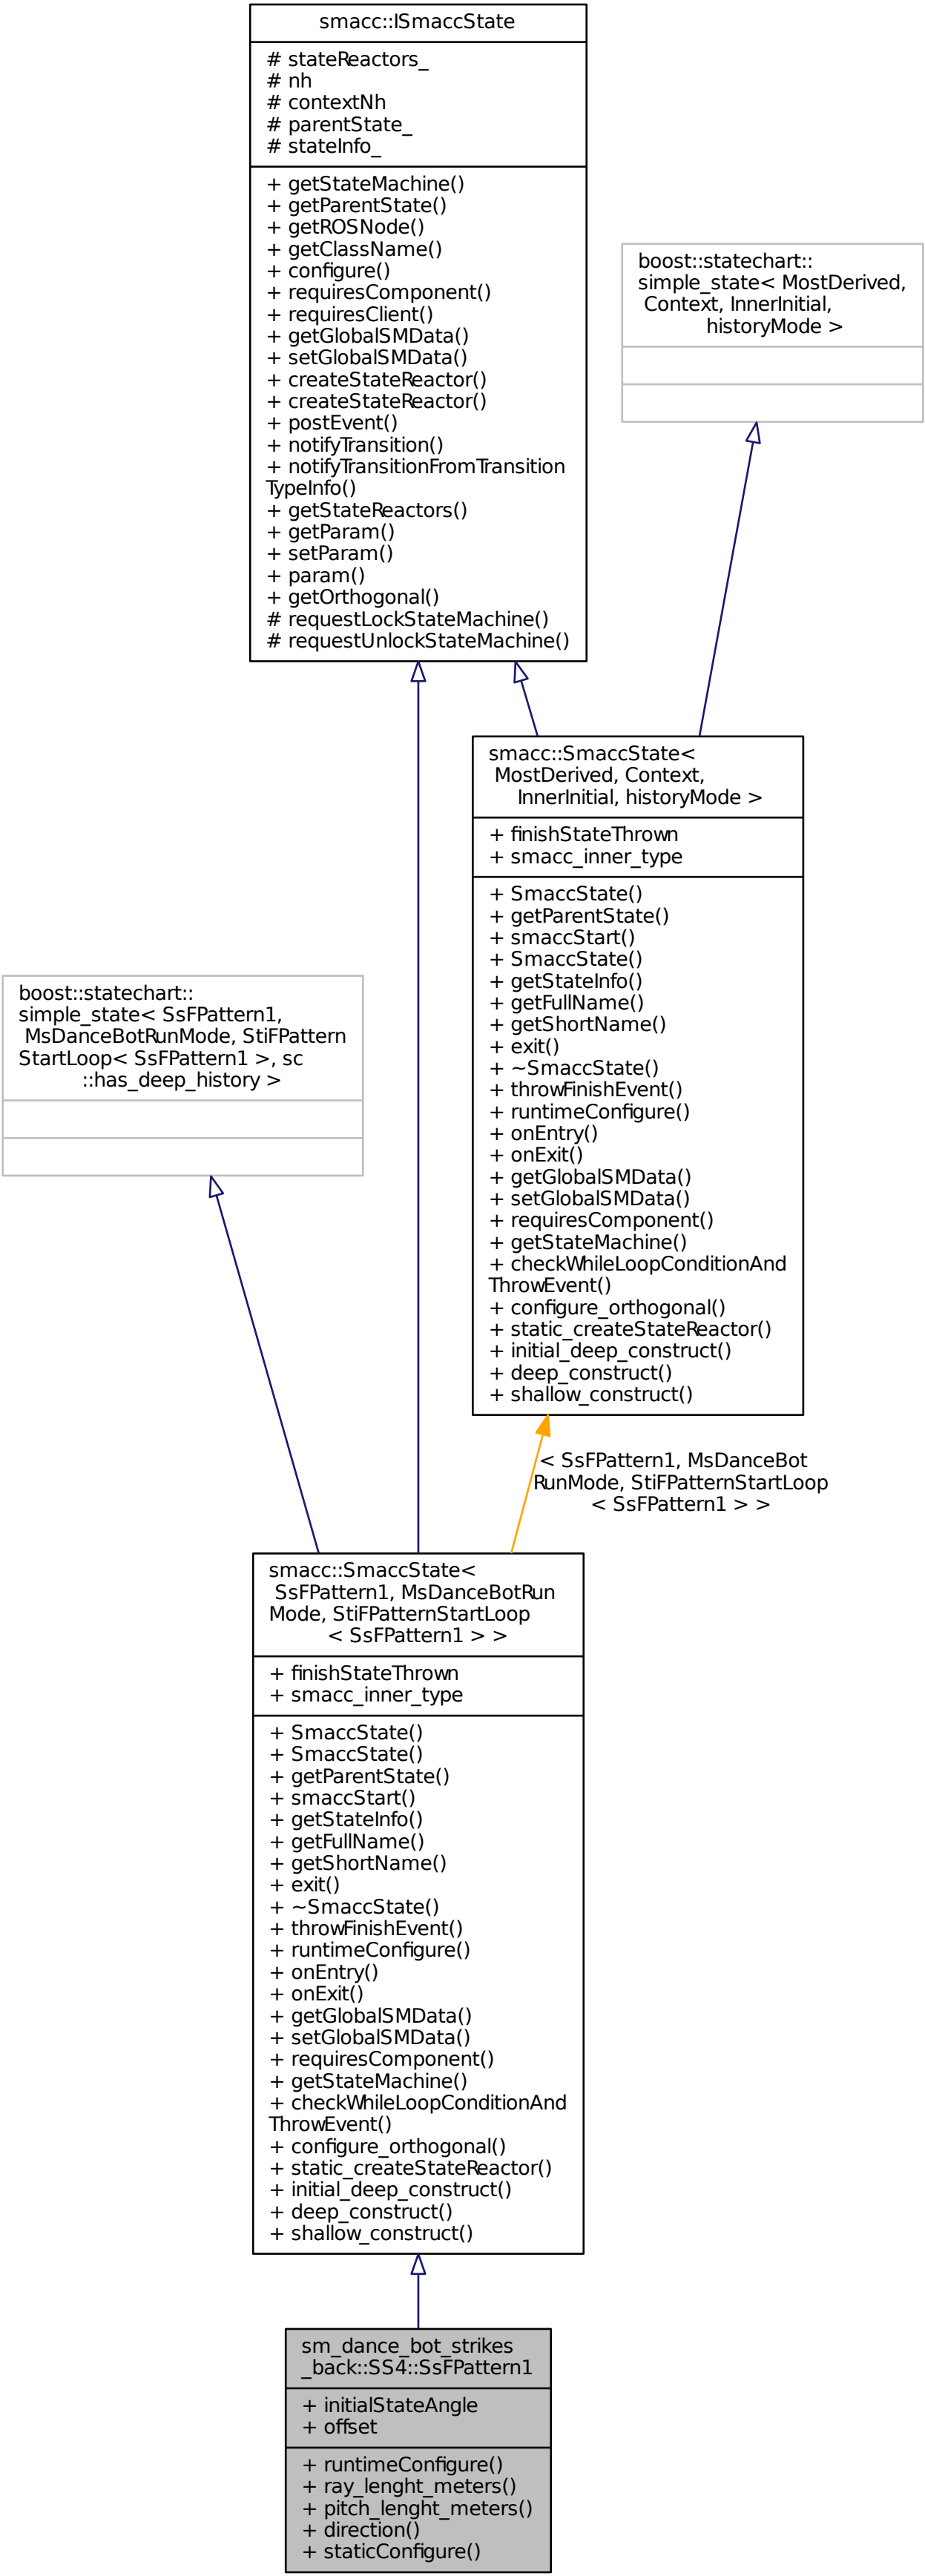 smacc::ISmaccState
# stateReactors_
# nh
# contextNh
# parentState_
# stateInfo_
+ getStateMachine()
+ getParentState()
+ getROSNode()
+ getClassName()
+ configure()
+ requiresComponent()
+ requiresClient()
+ getGlobalSMData()
+ setGlobalSMData()
+ createStateReactor()
+ createStateReactor()
+ postEvent()
+ notifyTransition()
+ notifyTransitionFromTransition
TypeInfo()
+ getStateReactors()
+ getParam()
+ setParam()
+ param()
+ getOrthogonal()
# requestLockStateMachine()
# requestUnlockStateMachine()
boost::statechart::
simple_state< MostDerived,
Context, InnerInitial,
historyMode >
smacc::SmaccState<
MostDerived, Context,
InnerInitial, historyMode >
+ finishStateThrown
+ smacc_inner_type
+ SmaccState()
+ getParentState()
+ smaccStart()
+ SmaccState()
+ getStateInfo()
+ getFullName()
+ getShortName()
+ exit()
+ ~SmaccState()
+ throwFinishEvent()
+ runtimeConfigure()
+ onEntry()
+ onExit()
+ getGlobalSMData()
+ setGlobalSMData()
+ requiresComponent()
+ getStateMachine()
+ checkWhileLoopConditionAnd
ThrowEvent()
+ configure_orthogonal()
+ static_createStateReactor()
+ initial_deep_construct()
+ deep_construct()
+ shallow_construct()
boost::statechart::
simple_state< SsFPattern1,
MsDanceBotRunMode, StiFPattern
StartLoop< SsFPattern1 >, sc
::has_deep_history >
< SsFPattern1, MsDanceBot
RunMode, StiFPatternStartLoop
< SsFPattern1 > >
smacc::SmaccState<
SsFPattern1, MsDanceBotRun
Mode, StiFPatternStartLoop
< SsFPattern1 > >
+ finishStateThrown
+ smacc_inner_type
+ SmaccState()
+ SmaccState()
+ getParentState()
+ smaccStart()
+ getStateInfo()
+ getFullName()
+ getShortName()
+ exit()
+ ~SmaccState()
+ throwFinishEvent()
+ runtimeConfigure()
+ onEntry()
+ onExit()
+ getGlobalSMData()
+ setGlobalSMData()
+ requiresComponent()
+ getStateMachine()
+ checkWhileLoopConditionAnd
ThrowEvent()
+ configure_orthogonal()
+ static_createStateReactor()
+ initial_deep_construct()
+ deep_construct()
+ shallow_construct()
sm_dance_bot_strikes
_back::SS4::SsFPattern1
+ initialStateAngle
+ offset
+ runtimeConfigure()
+ ray_lenght_meters()
+ pitch_lenght_meters()
+ direction()
+ staticConfigure()